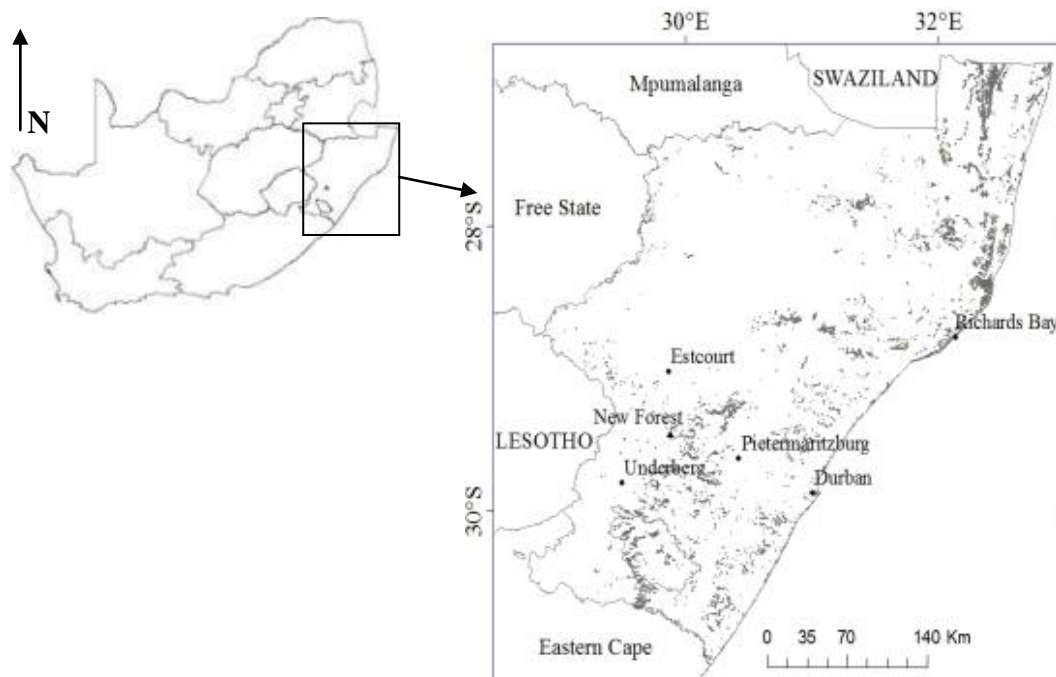 N
30°E 32°E
Mpumalanga
SWAZILAND
Free State
28°S
Richards Bay
Estcourt
New Forest
LESOTHO
Pietermaritzburg
Underberg
Durban
30°S
Eastern Cape
0 35 70 140 Km